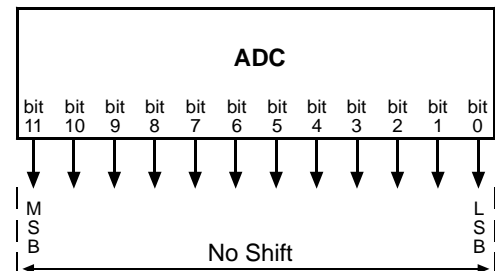 ADC
bit bit bit bit bit bit bit bit bit bit bit bit
11 10 9 8 7 6 5 4 3 2 1 0
MSB LSB
No Shift